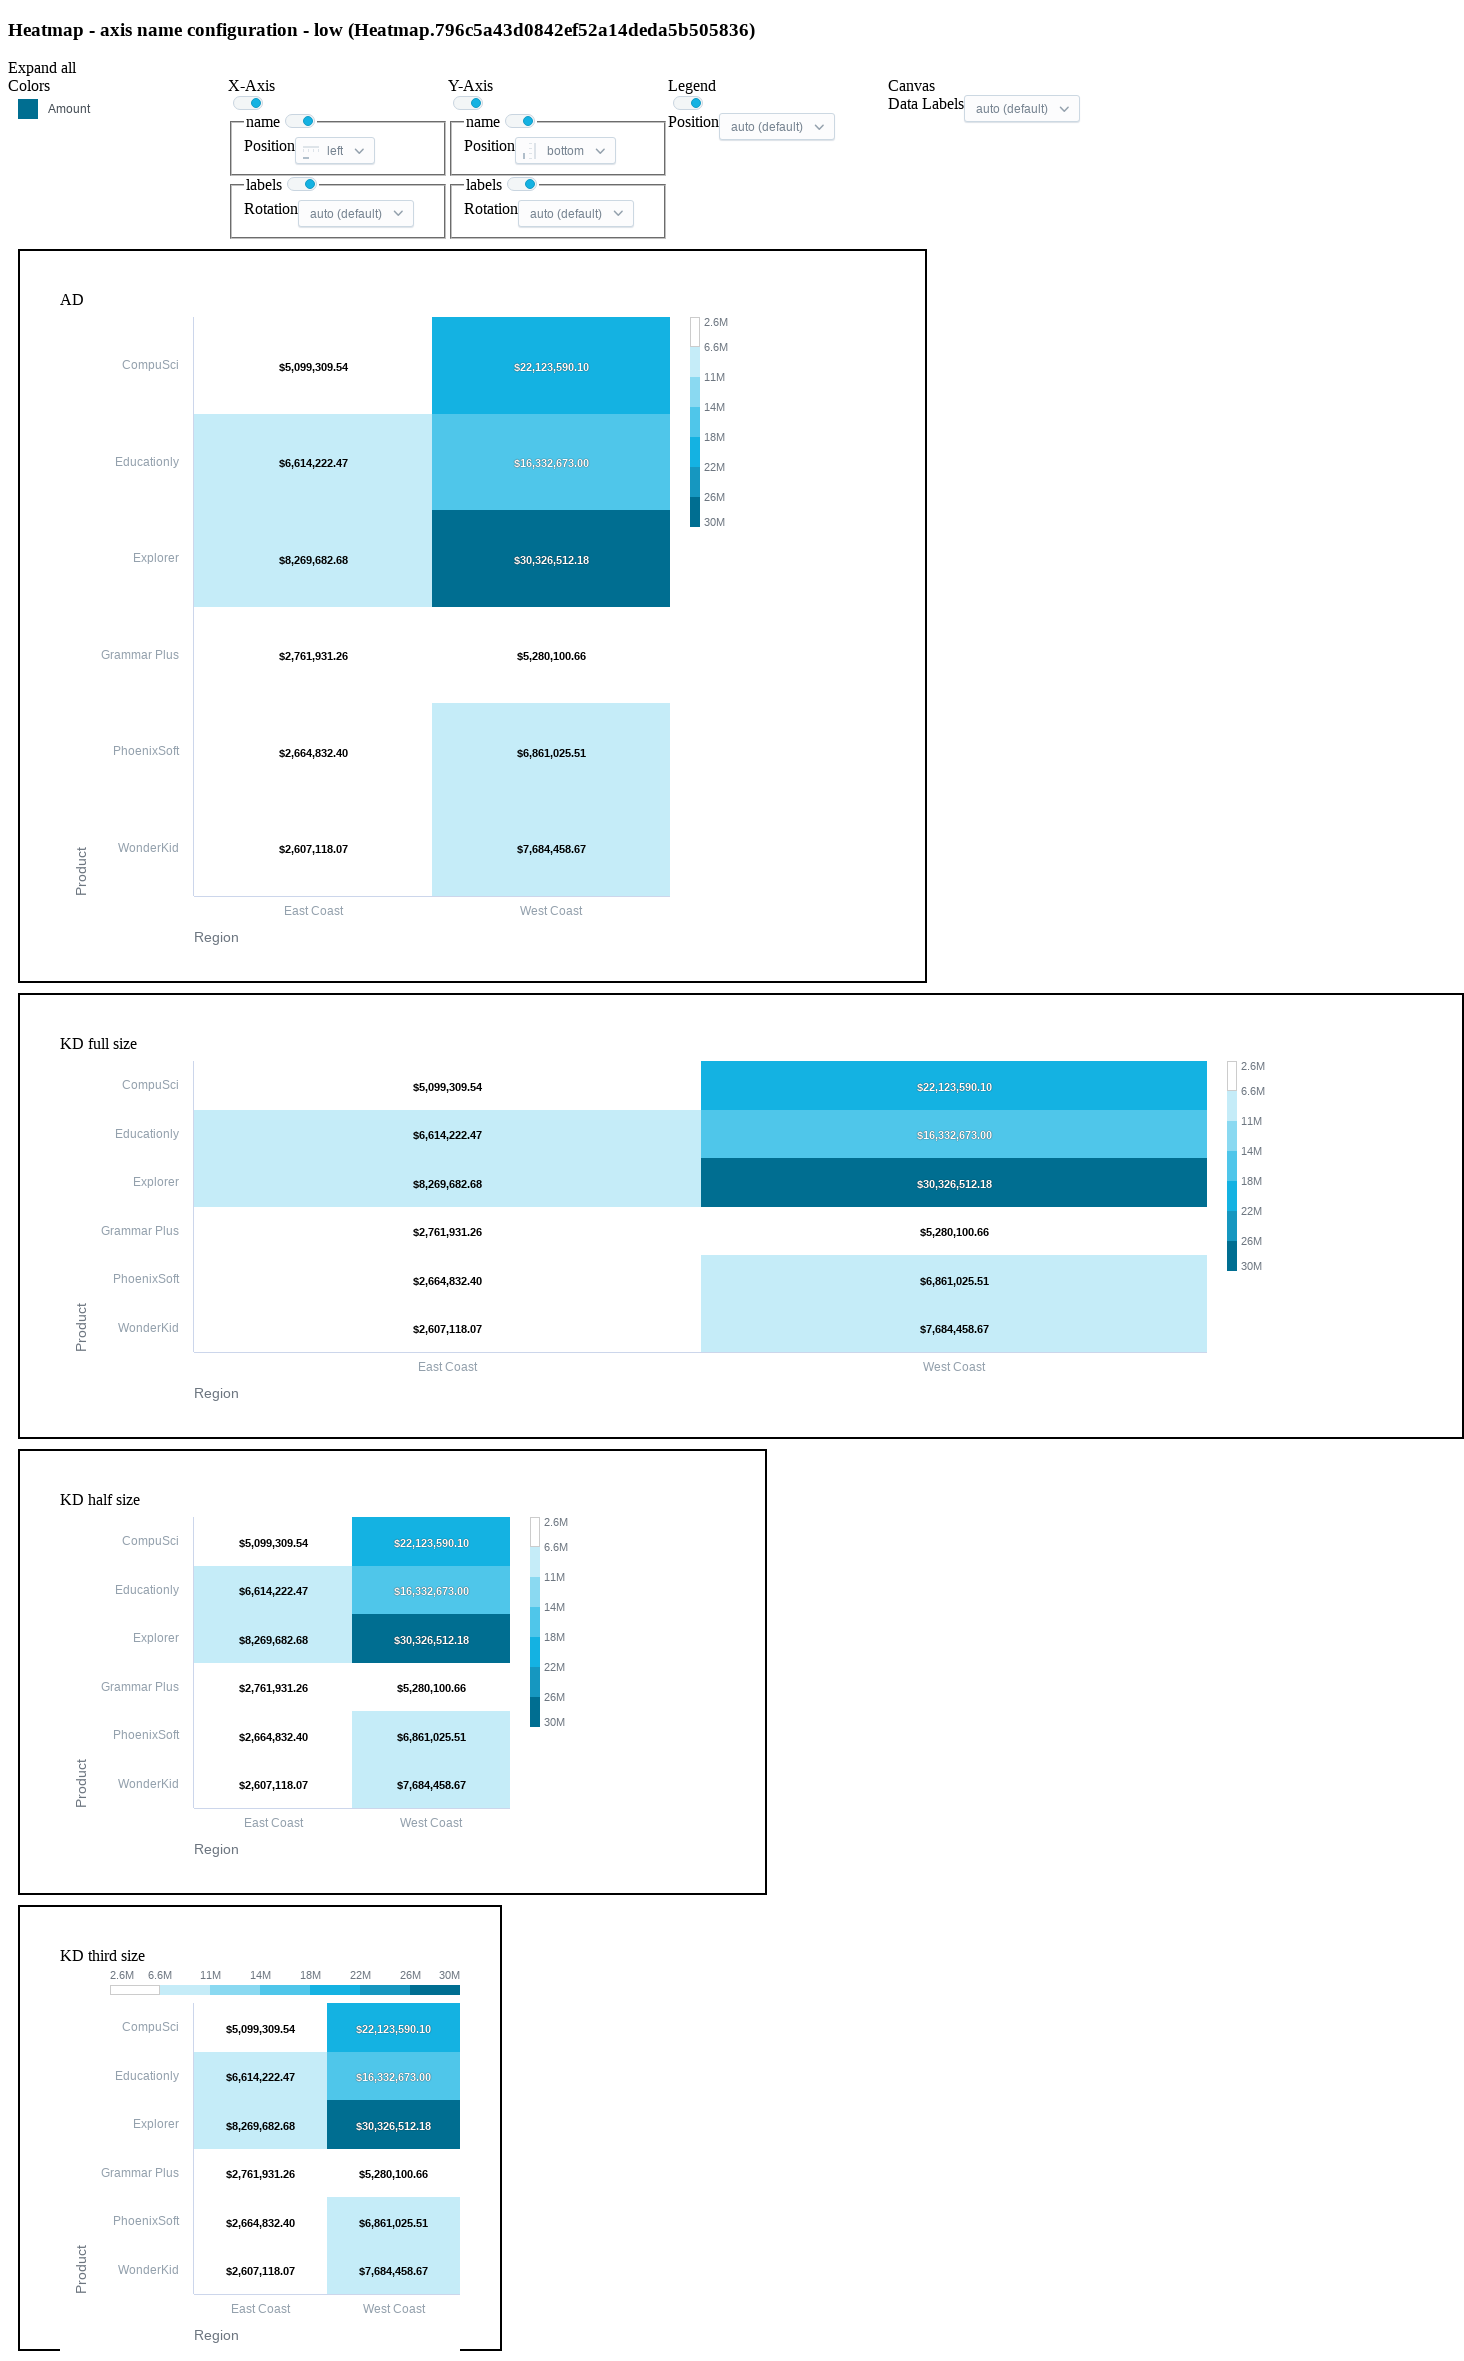 Heatmap - axis name configuration - low (Heatmap.796c5a43d0842ef52a14deda5b505836)
Expand all
Colors
Amount
X-Axis
name
Position left
labels
Rotation auto (default)
Y-Axis
name
Position bottom
labels
Rotation auto (default)
Legend
Position auto (default)
Canvas
Data Labels auto (default)
AD
CompuSci $5,099,309.54 $22,123,590.10
Educationly $6,614,222.47 $16,332,673.00
Explorer $8,269,682.68 $30,326,512.18
Grammar Plus $2,761,931.26 $5,280,100.66
PhoenixSoft $2,664,832.40 $6,861,025.51
WonderKid $2,607,118.07 $7,684,458.67
Product
East Coast West Coast
Region
2.6M
6.6M
11M
14M
18M
22M
26M
30M
KD full size
CompuSci $5,099,309.54 $22,123,590.10
Educationly $6,614,222.47 $16,332,673.00
Explorer $8,269,682.68 $30,326,512.18
Grammar Plus $2,761,931.26 $5,280,100.66
PhoenixSoft $2,664,832.40 $6,861,025.51
WonderKid $2,607,118.07 $7,684,458.67
Product
East Coast West Coast
Region
2.6M
6.6M
11M
14M
18M
22M
26M
30M
KD half size
CompuSci $5,099,309.54 $22,123,590.10
Educationly $6,614,222.47 $16,332,673.00
Explorer $8,269,682.68 $30,326,512.18
Grammar Plus $2,761,931.26 $5,280,100.66
PhoenixSoft $2,664,832.40 $6,861,025.51
WonderKid $2,607,118.07 $7,684,458.67
Product
East Coast West Coast
Region
2.6M
6.6M
11M
14M
18M
22M
26M
30M
KD third size
2.6M 6.6M 11M 14M 18M 22M 26M 30M
CompuSci $5,099,309.54 $22,123,590.10
Educationly $6,614,222.47 $16,332,673.00
Explorer $8,269,682.68 $30,326,512.18
Grammar Plus $2,761,931.26 $5,280,100.66
PhoenixSoft $2,664,832.40 $6,861,025.51
WonderKid $2,607,118.07 $7,684,458.67
Product
East Coast West Coast
Region